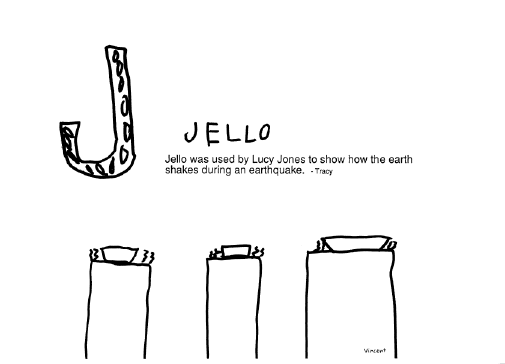 J
JELLO
Jello was used by Lucy Jones to show how the earth
shakes during an earthquake. - Tracy
Vincent